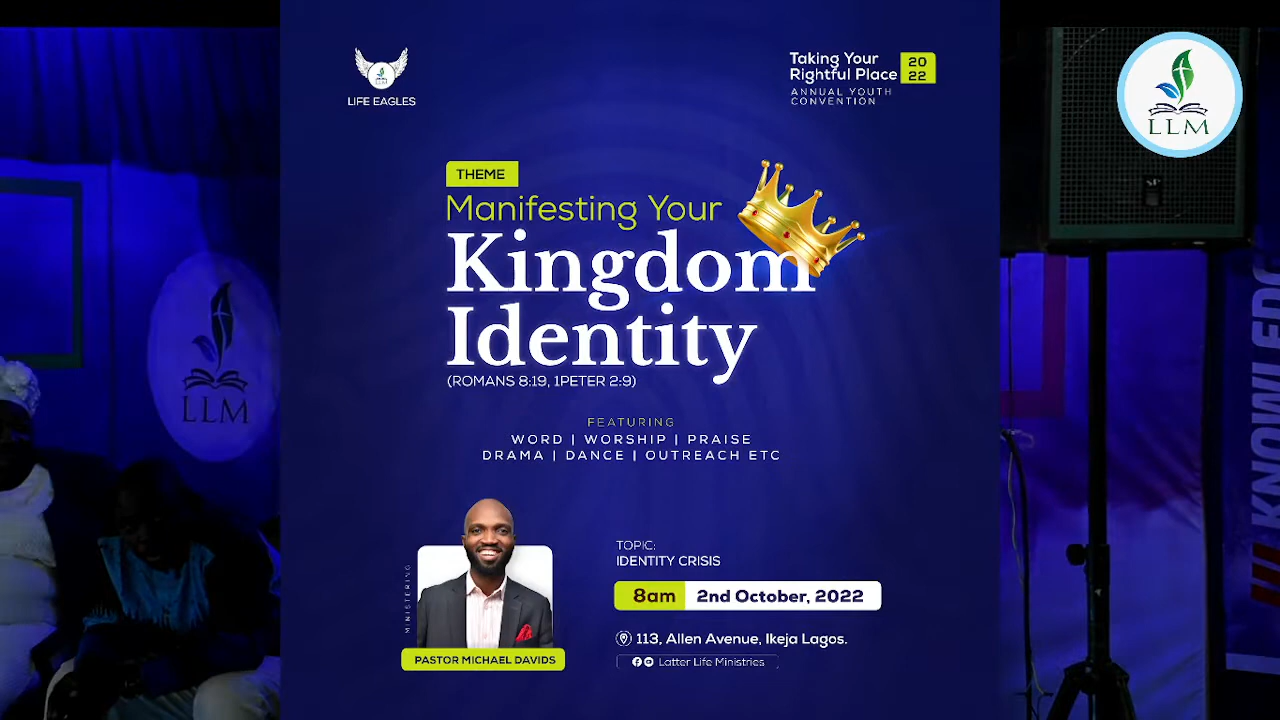 LLM
LIFE EAGLES
Taking Your
Rightful Place
20
22
ANNUAL YOUTH
CONVENTION
LLM
THEME
Manifesting Your
Kingdom
Identity
(ROMANS 8:19, 1PETER 2:9)
FEATURING
WORD | WORSHIP | PRAISE
DRAMA | DANCE | OUTREACH ETC
LLM
MINISTERING
PASTOR MICHAEL DAVIDS
TOPIC:
IDENTITY CRISIS
8am 2nd October, 2022
113, Allen Avenue, Ikeja Lagos.
Latter Life Ministries